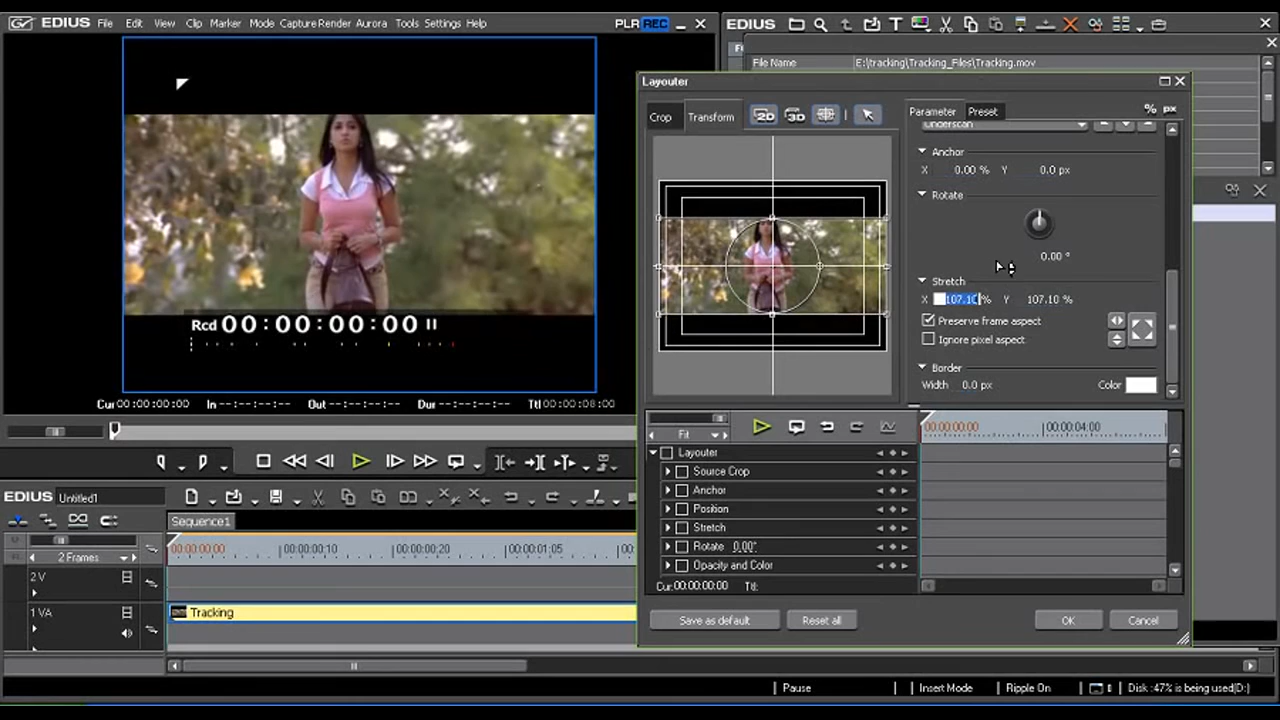 EDIUS File Edit View Clip Marker Mode Capture Render Aurora Tools Settings Help PLR REC
EDIUS
File Name E:\tracking\Tracking_Files\Tracking.mov
Layouter
Crop Transform 2D 3D
Parameter Preset % px
Underscan
Anchor
X 0.00 % Y 0.0 px
Rotate
0.00 °
Stretch
X 107.10 % Y 107.10 %
Preserve frame aspect
Ignore pixel aspect
Border
Width 0.0 px Color
Rcd 00:00:00:00
Cur 00:00:00:00 In --:--:--:-- Out --:--:--:-- Dur --:--:--:-- Ttl 00:00:08:00
Fit
00:00:00:00 00:00:04:00
Layouter
Source Crop
Anchor
Position
Stretch
Rotate 0.00°
Opacity and Color
Cur:00:00:00:00 Ttl:
Save as default Reset all OK Cancel
EDIUS Untitled1
Sequence1
2 Frames
00:00:00:00 00:00:00:10 00:00:00:20 00:00:01:05
2 V
1 VA
Tracking
Pause Insert Mode Ripple On Disk :47% is being used(D:)